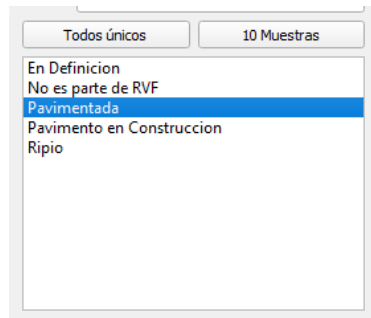 Todos únicos
10 Muestras
En Definicion
No es parte de RVF
Pavimentada
Pavimento en Construccion
Ripio